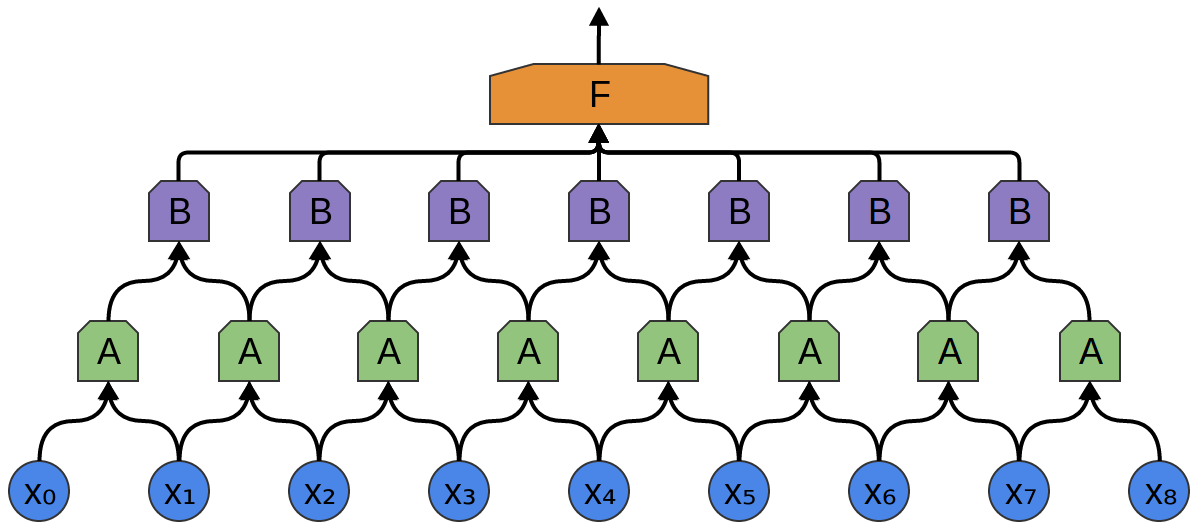 F
B B B B B B B
A A A A A A A A
x₀ x₁ x₂ x₃ x₄ x₅ x₆ x₇ x₈